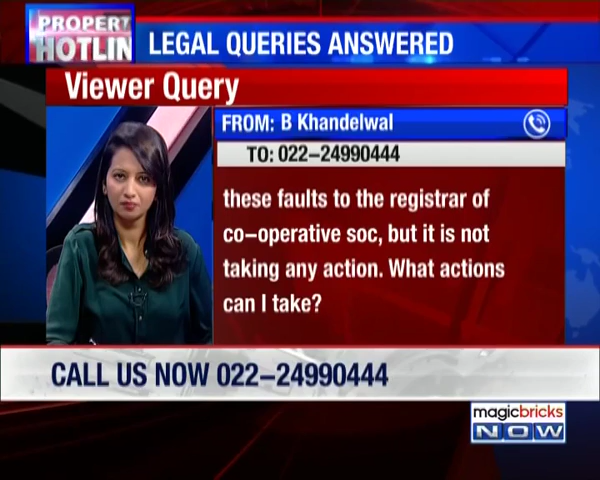 PROPERT
HOTLIN
LEGAL QUERIES ANSWERED
Viewer Query
FROM: B Khandelwal
TO: 022-24990444
these faults to the registrar of
co-operative soc, but it is not
taking any action. What actions
can I take?
CALL US NOW 022-24990444
magicbricks
NOW